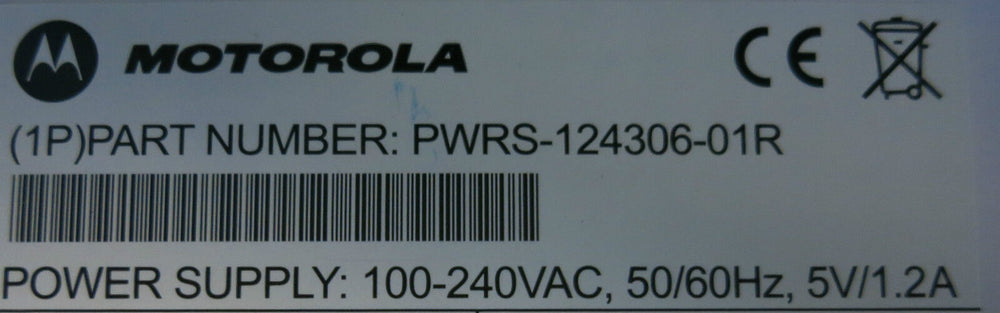 MOTOROLA CE
(1P)PART NUMBER: PWRS-124306-01R
POWER SUPPLY: 100-240VAC, 50/60Hz, 5V/1.2A